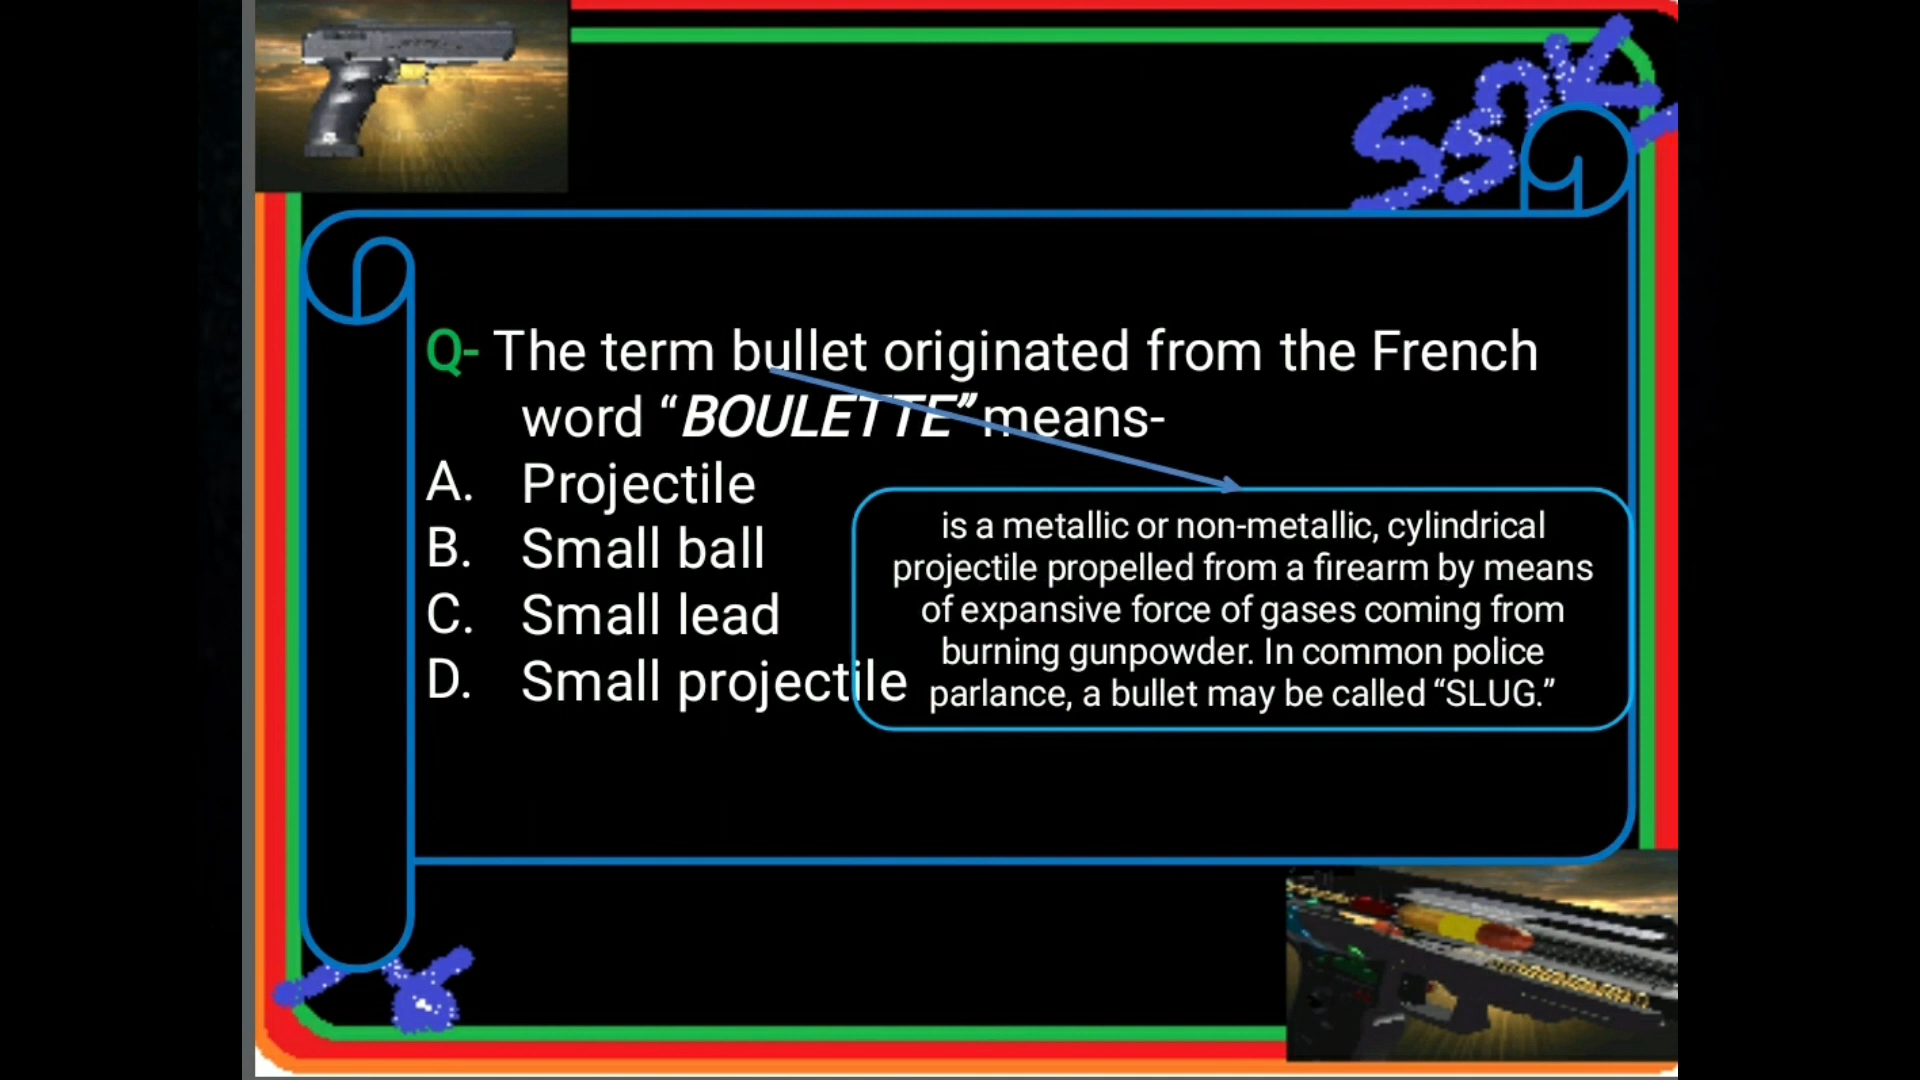 SSNK
Q- The term bullet originated from the French
word “BOULETTE” means-
A. Projectile
B. Small ball
C. Small lead
D. Small projectile
is a metallic or non-metallic, cylindrical
projectile propelled from a firearm by means
of expansive force of gases coming from
burning gunpowder. In common police
parlance, a bullet may be called “SLUG.”